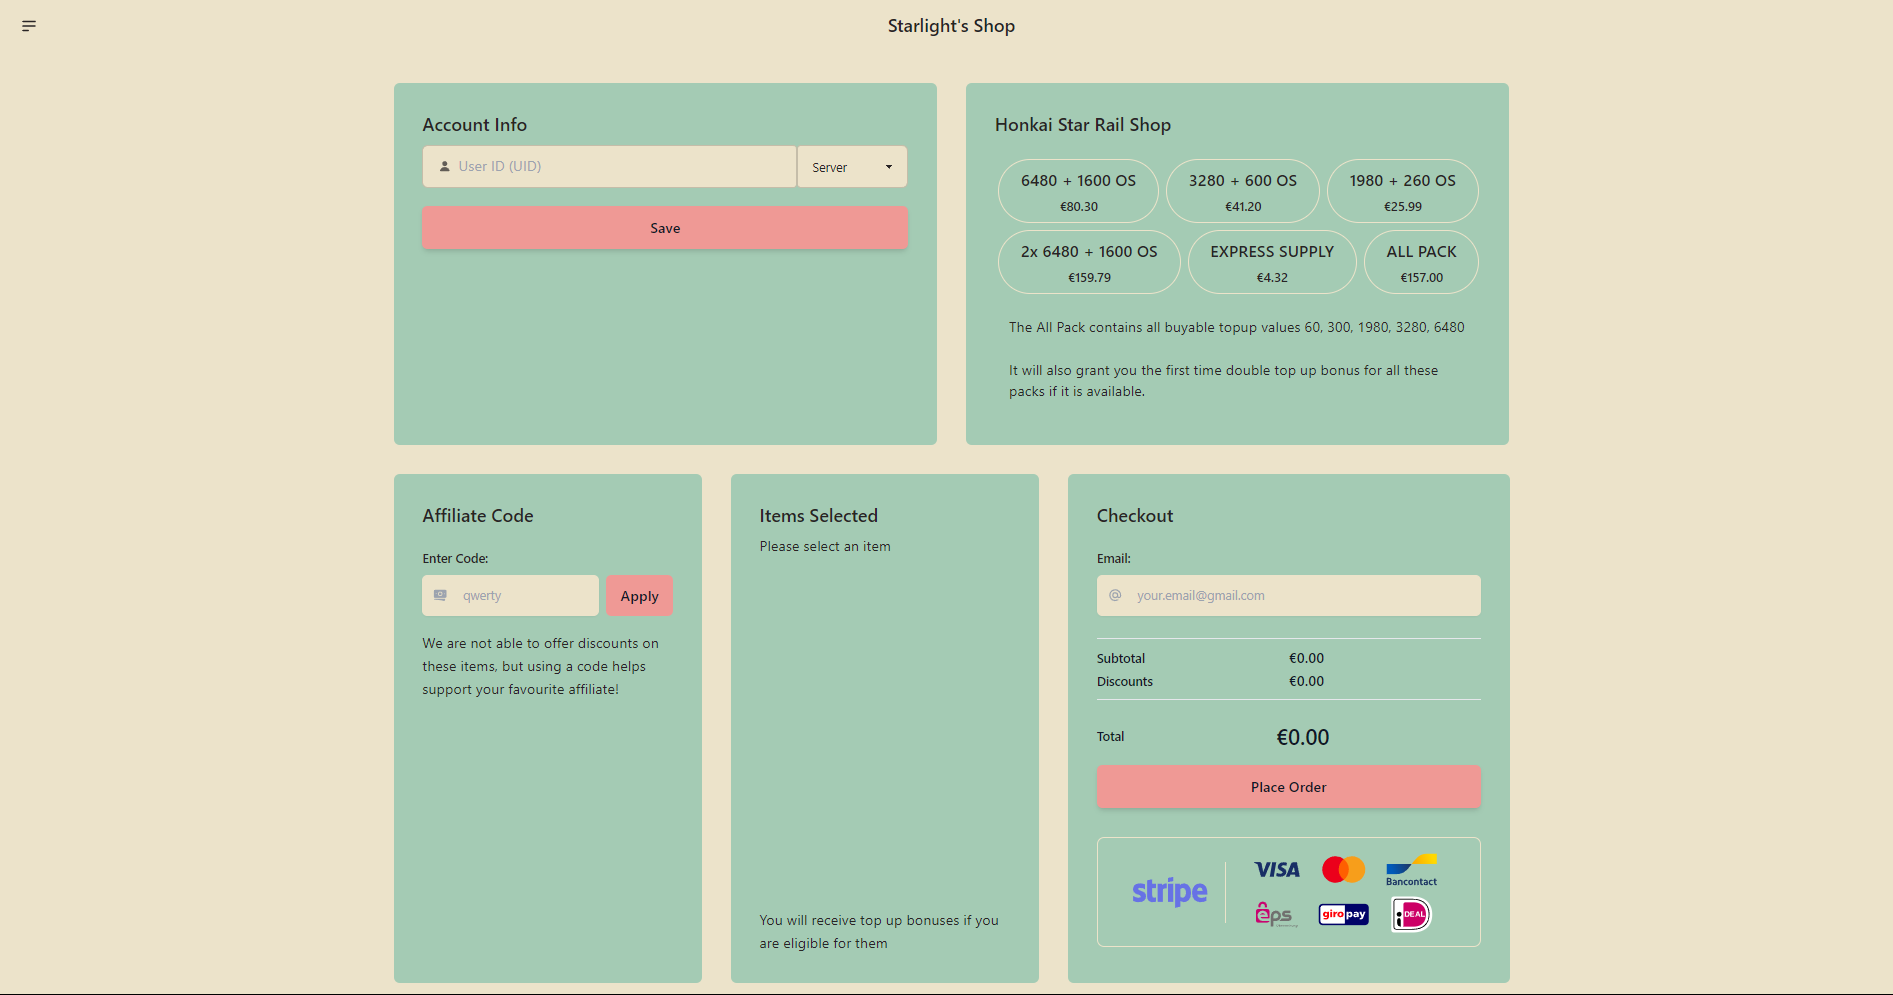 Starlight's Shop
Account Info
User ID (UID)
Server
Save
Honkai Star Rail Shop
6480 + 1600 OS
€80.30
3280 + 600 OS
€41.20
1980 + 260 OS
€25.99
2x 6480 + 1600 OS
€159.79
EXPRESS SUPPLY
€4.32
ALL PACK
€157.00
The All Pack contains all buyable topup values 60, 300, 1980, 3280, 6480
It will also grant you the first time double top up bonus for all these
packs if it is available.
Affiliate Code
Enter Code:
qwerty
Apply
We are not able to offer discounts on
these items, but using a code helps
support your favourite affiliate!
Items Selected
Please select an item
You will receive top up bonuses if you
are eligible for them
Checkout
Email:
your.email@gmail.com
Subtotal €0.00
Discounts €0.00
Total €0.00
Place Order
stripe
VISA
Bancontact
eps
giropay
iDEAL